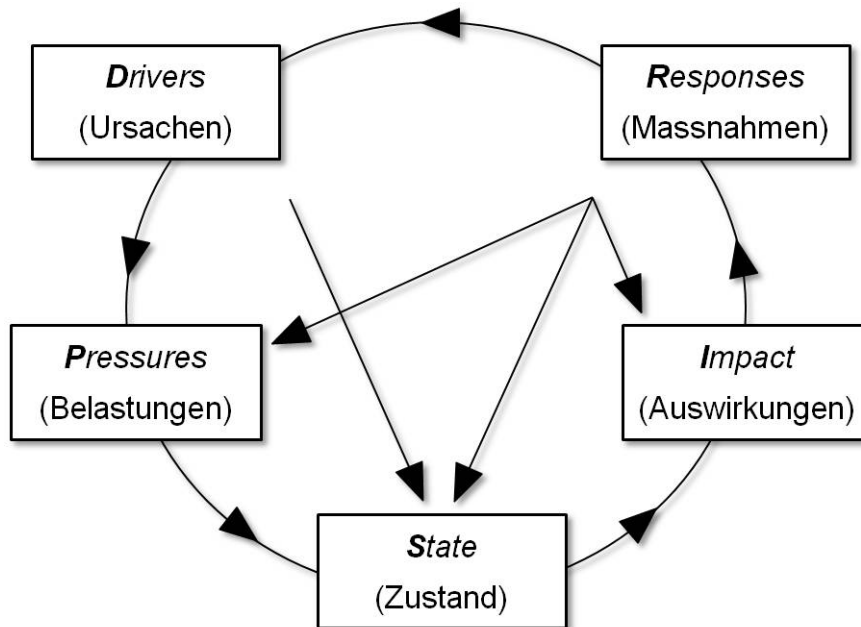 Drivers
(Ursachen)
Responses
(Massnahmen)
Pressures
(Belastungen)
Impact
(Auswirkungen)
State
(Zustand)